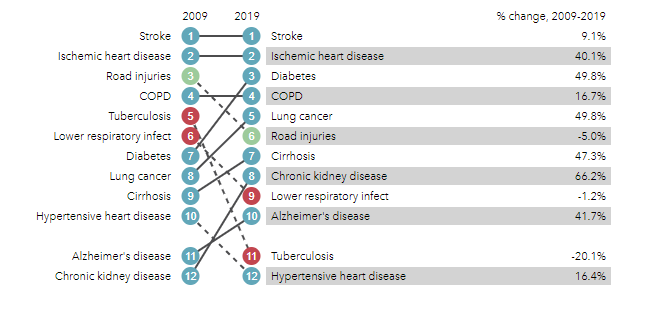 2009 2019 % change, 2009-2019
Stroke 1 1 Stroke 9.1%
Ischemic heart disease 2 2 Ischemic heart disease 40.1%
Road injuries 3 3 Diabetes 49.8%
COPD 4 4 COPD 16.7%
Tuberculosis 5 5 Lung cancer 49.8%
Lower respiratory infect 6 6 Road injuries -5.0%
Diabetes 7 7 Cirrhosis 47.3%
Lung cancer 8 8 Chronic kidney disease 66.2%
Cirrhosis 9 9 Lower respiratory infect -1.2%
Hypertensive heart disease 10 10 Alzheimer's disease 41.7%
Alzheimer's disease 11 11 Tuberculosis -20.1%
Chronic kidney disease 12 12 Hypertensive heart disease 16.4%